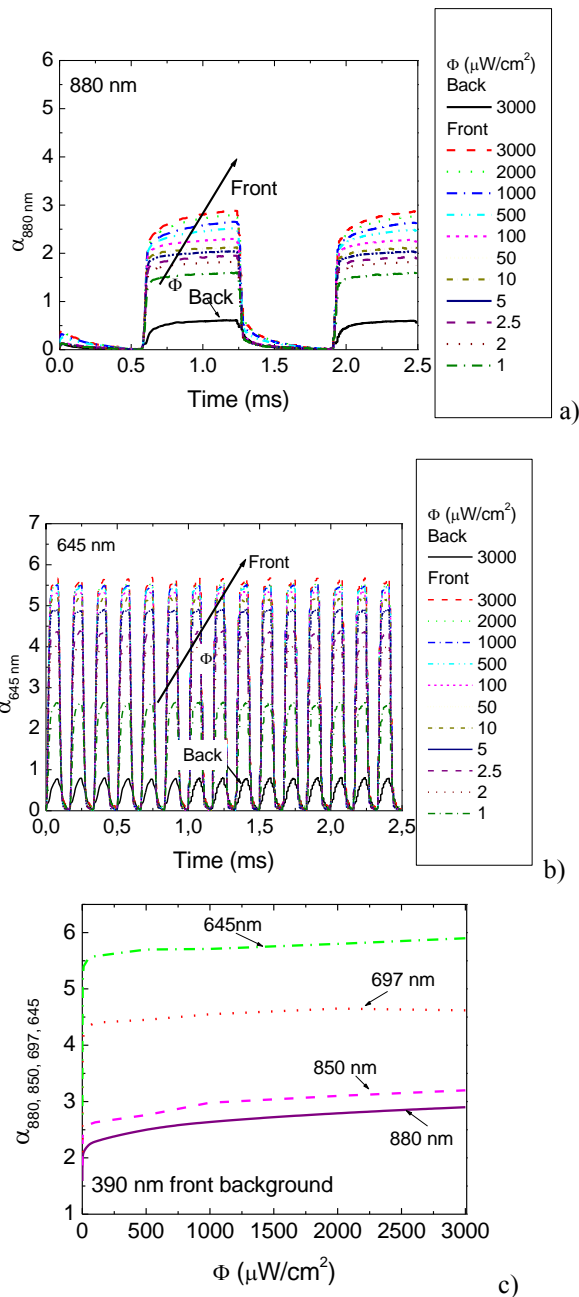 880 nm
6
5
4
3
2
1
0
α880 nm
Front
Φ
Back
0.0 0.5 1.0 1.5 2.0 2.5
Time (ms)
Φ (μW/cm²)
Back
3000
Front
3000
2000
1000
500
100
50
10
5
2.5
2
1
a)
645 nm
7
6
5
4
3
2
1
0
α645 nm
Front
Φ
Back
0,0 0,5 1,0 1,5 2,0 2,5
Time (ms)
Φ (μW/cm²)
Back
3000
Front
3000
2000
1000
500
100
50
10
5
2.5
2
1
b)
6
5
4
3
2
1
α880, 850, 697, 645
645nm
697 nm
850 nm
880 nm
390 nm front background
0 500 1000 1500 2000 2500 3000
Φ (μW/cm²)
c)